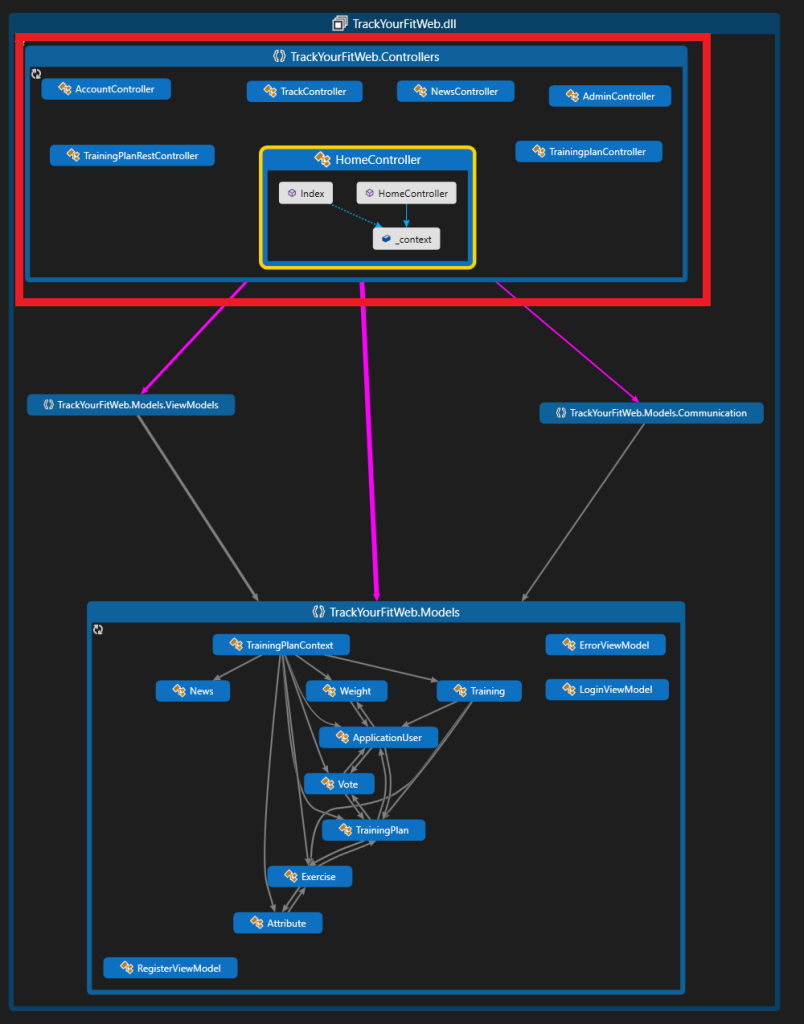 TrackYourFitWeb.dll
TrackYourFitWeb.Controllers
AccountController
TrackController
NewsController
AdminController
TrainingPlanRestController
HomeController
TrainingplanController
Index
HomeController
_context
TrackYourFitWeb.Models.ViewModels
TrackYourFitWeb.Models.Communication
TrackYourFitWeb.Models
TrainingPlanContext
ErrorViewModel
News
Weight
Training
LoginViewModel
ApplicationUser
Vote
TrainingPlan
Exercise
Attribute
RegisterViewModel